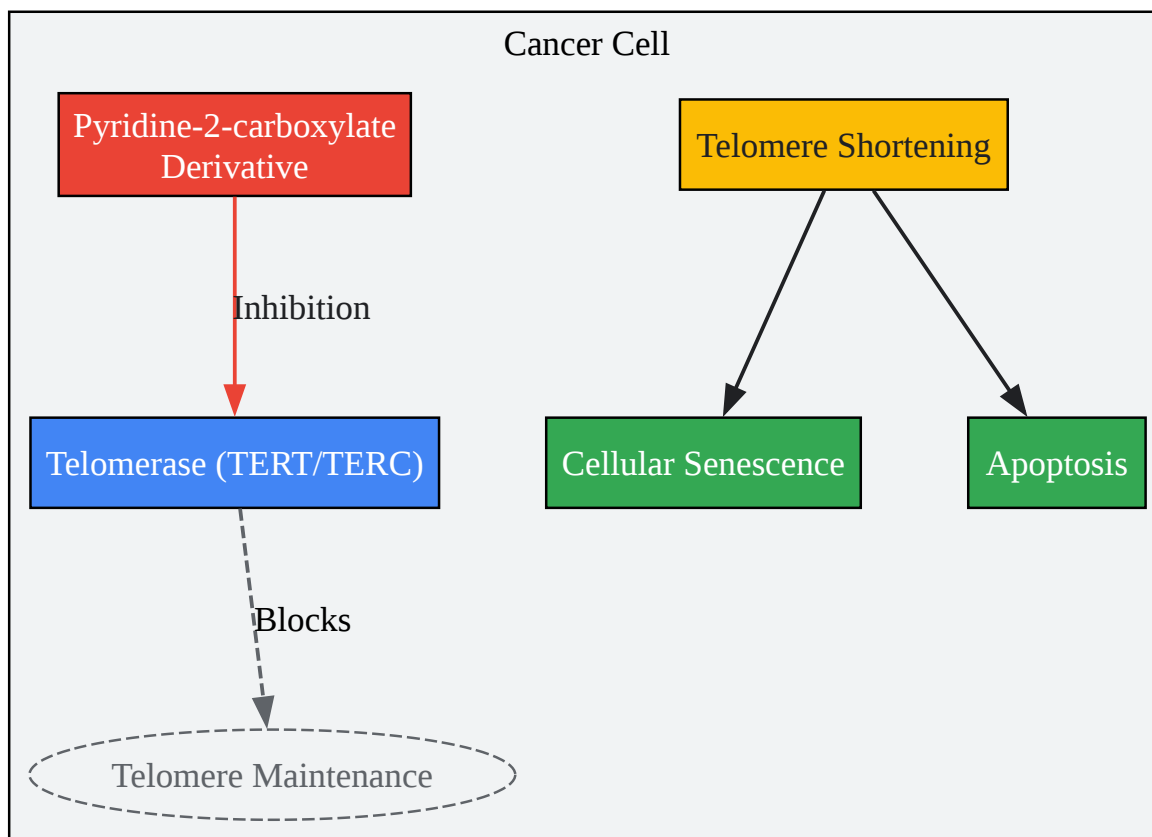 Cancer Cell
Pyridine-2-carboxylate
Derivative
Telomere Shortening
Inhibition
Telomerase (TERT/TERC)
Cellular Senescence
Apoptosis
Blocks
Telomere Maintenance